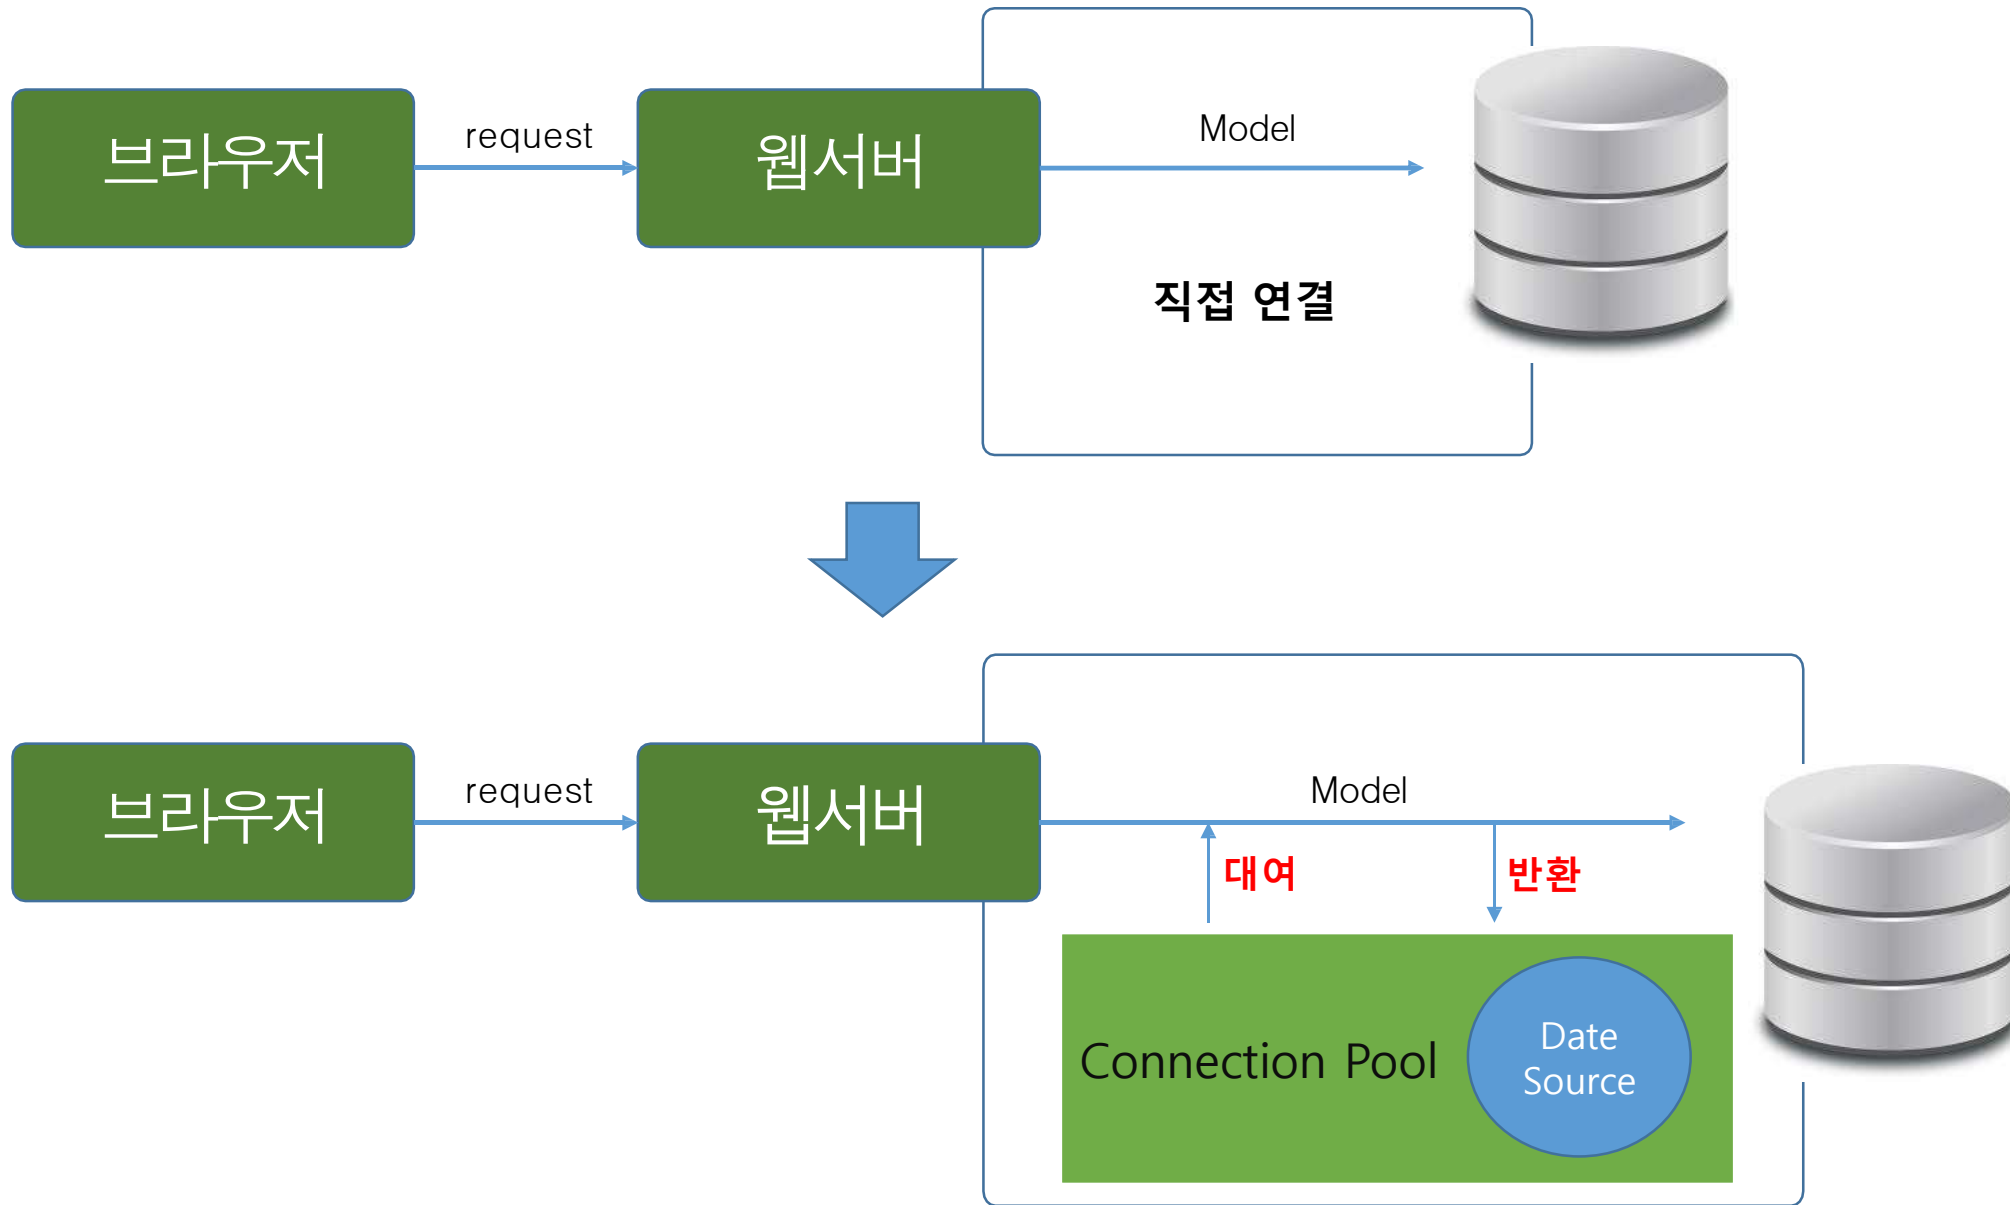 브라우저
request
웹서버
Model
직접 연결
브라우저
request
웹서버
Model
대여
반환
Connection Pool
Date
Source